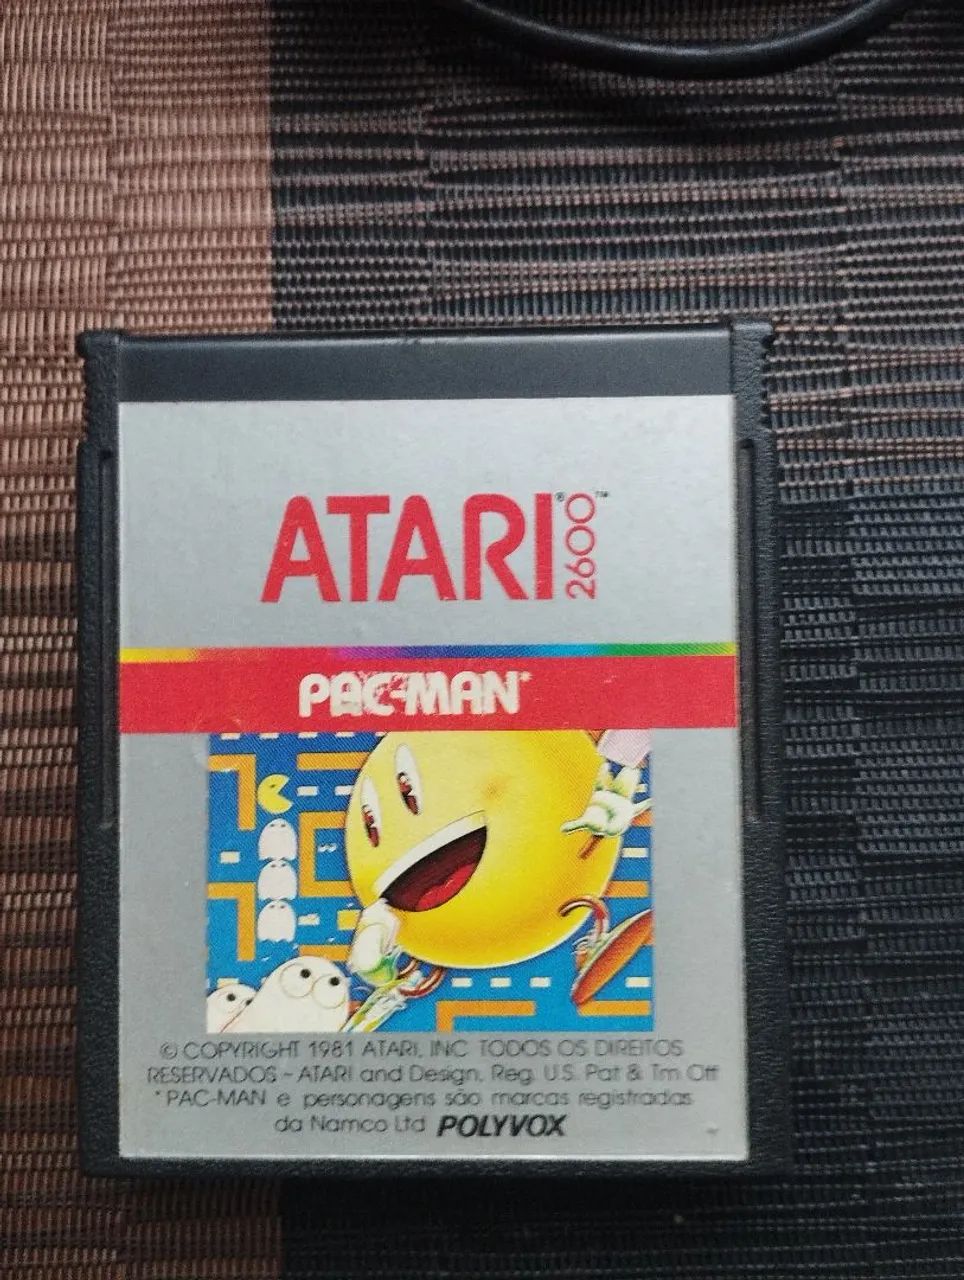 ATARI® 2600™
PAC-MAN*
© COPYRIGHT 1981 ATARI, INC TODOS OS DIREITOS
RESERVADOS - ATARI and Design, Reg. U.S. Pat & Tm Off
*PAC-MAN e personagens são marcas registradas
da Namco Ltd POLYVOX